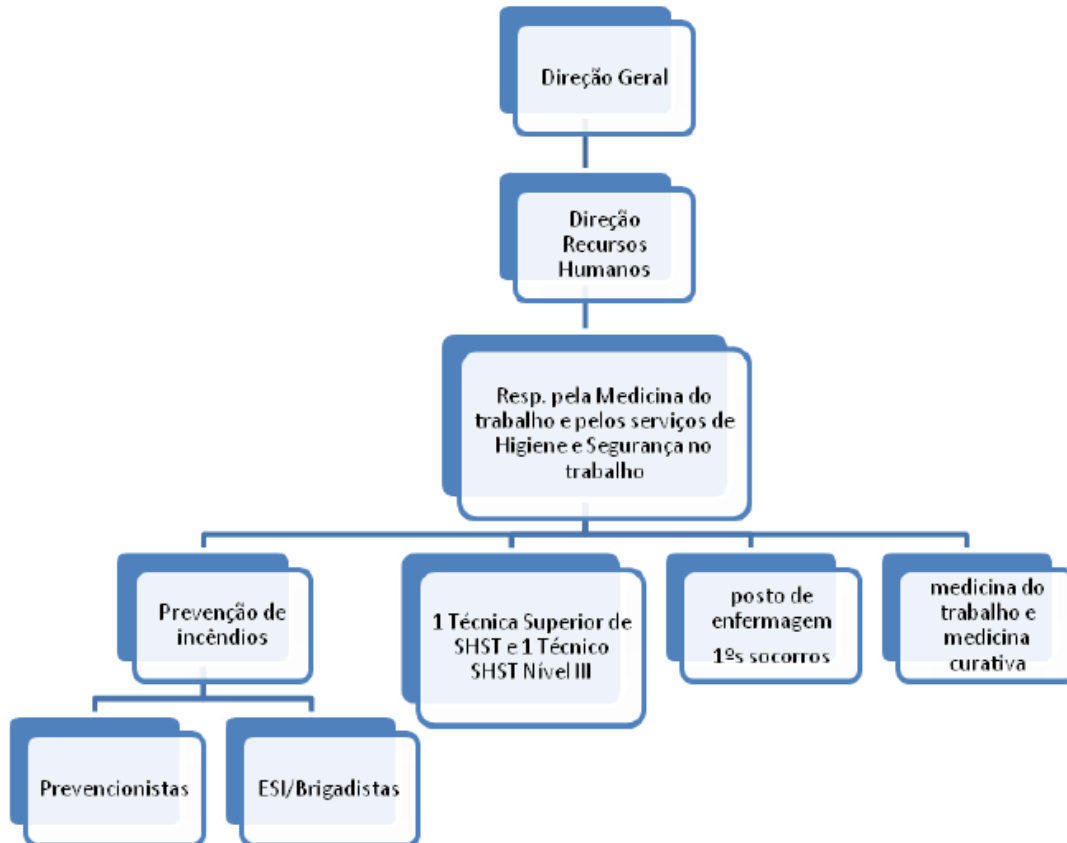 Direção Geral
Direção
Recursos
Humanos
Resp. pela Medicina do
trabalho e pelos serviços de
Higiene e Segurança no
trabalho
Prevenção de
incêndios
1 Técnica Superior de
SHST e 1 Técnico
SHST Nível III
posto de
enfermagem
1ºs socorros
medicina do
trabalho e
medicina
curativa
Prevencionistas
ESI/Brigadistas